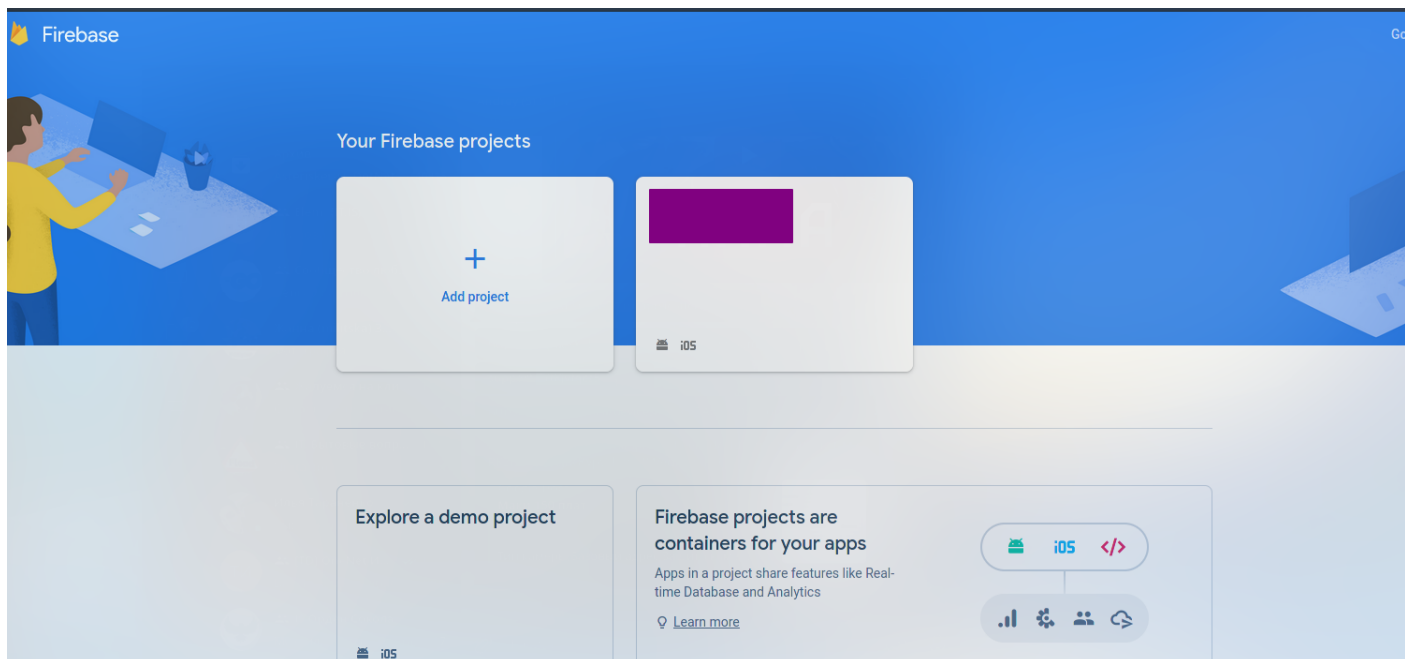 Firebase
Go
Your Firebase projects
Add project
iOS
Explore a demo project
iOS
Firebase projects are
containers for your apps
Apps in a project share features like Real-
time Database and Analytics
Learn more
iOS